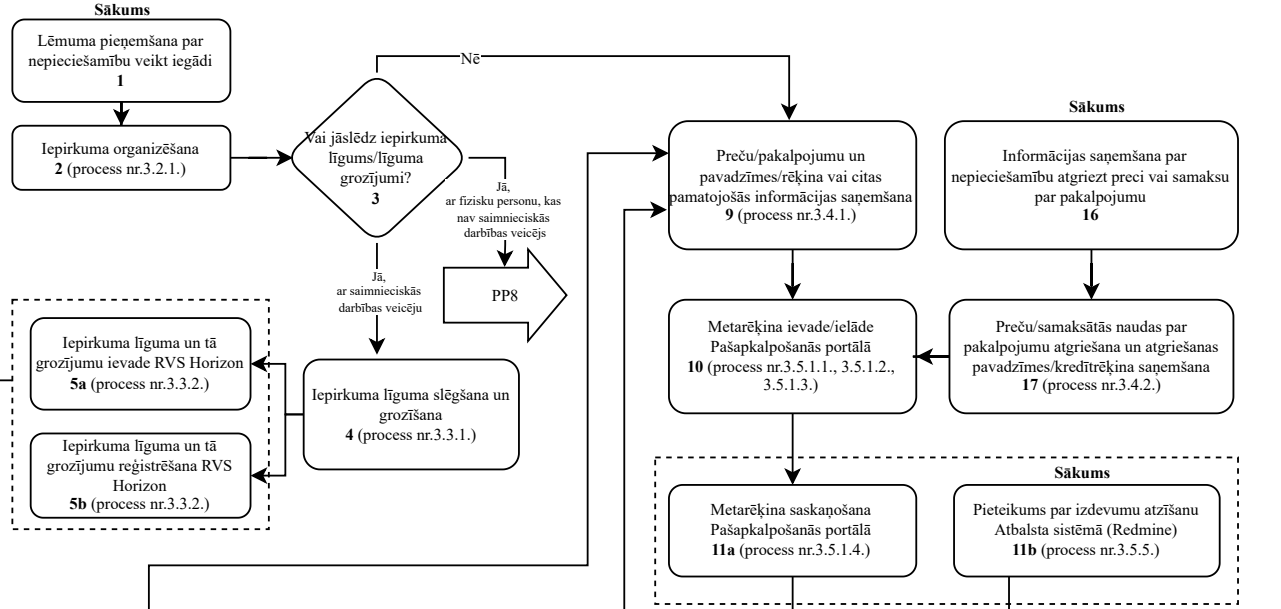 Sākums
Lēmuma pieņemšana par
nepieciešamību veikt iegādi
1
Iepirkuma organizēšana
2 (process nr.3.2.1.)
Vai jāslēdz iepirkuma
līgums/līguma
grozījumi?
3
Nē
Jā,
ar fizisku personu, kas
nav saimnieciskās
darbības veicējs
PP8
Jā,
ar saimnieciskās
darbības veicēju
Iepirkuma līguma slēgšana un
grozīšana
4 (process nr.3.3.1.)
Iepirkuma līguma un tā
grozījumu ievade RVS Horizon
5a (process nr.3.3.2.)
Iepirkuma līguma un tā
grozījumu reģistrēšana RVS
Horizon
5b (process nr.3.3.2.)
Preču/pakalpojumu un
pavadzīmes/rēķina vai citas
pamatojošās informācijas saņemšana
9 (process nr.3.4.1.)
Sākums
Informācijas saņemšana par
nepieciešamību atgriezt preci vai samaksu
par pakalpojumu
16
Metarēķina ievade/ielāde
Pašapkalpošanās portālā
10 (process nr.3.5.1.1., 3.5.1.2.,
3.5.1.3.)
Preču/samaksātās naudas par
pakalpojumu atgriešana un atgriešanas
pavadzīmes/kredītrēķina saņemšana
17 (process nr.3.4.2.)
Metarēķina saskaņošana
Pašapkalpošanās portālā
11a (process nr.3.5.1.4.)
Sākums
Pieteikums par izdevumu atzīšanu
Atbalsta sistēmā (Redmine)
11b (process nr.3.5.5.)